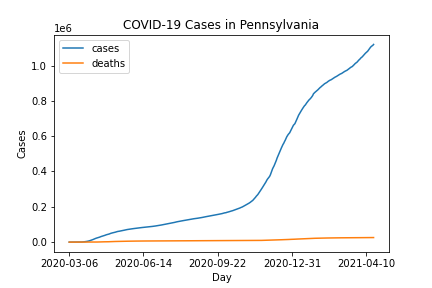 COVID-19 Cases in Pennsylvania
1e6
cases
deaths
1.0
0.8
0.6
0.4
0.2
0.0
Cases
2020-03-06 2020-06-14 2020-09-22 2020-12-31 2021-04-10
Day